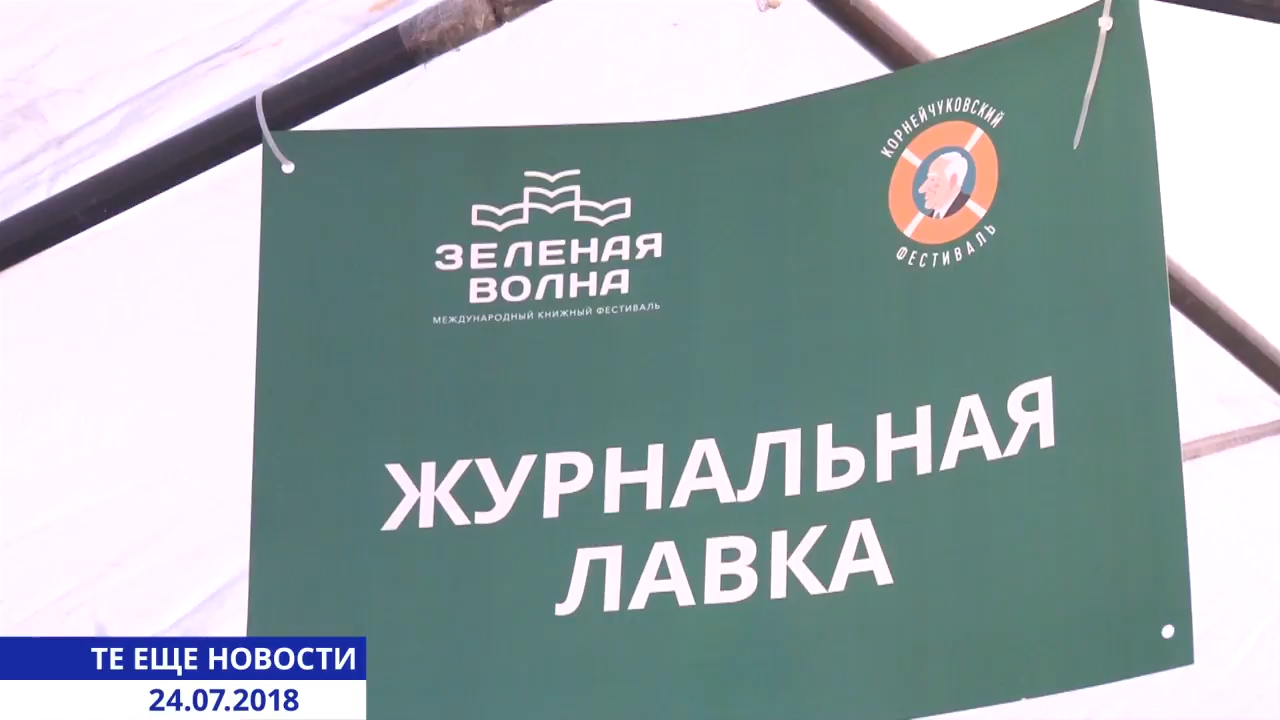 КОРНЕЙЧУКОВСКИЙ
ФЕСТИВАЛЬ
ЗЕЛЕНАЯ
ВОЛНА
МЕЖДУНАРОДНЫЙ КНИЖНЫЙ ФЕСТИВАЛЬ
ЖУРНАЛЬНАЯ
ЛАВКА
ТЕ ЕЩЕ НОВОСТИ
24.07.2018